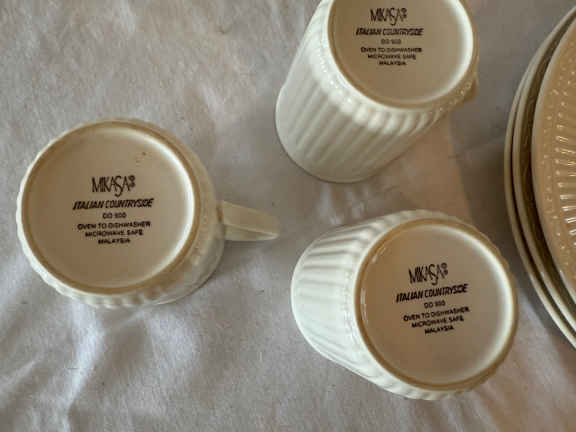 MIKASA®
ITALIAN COUNTRYSIDE
DD 900
OVEN TO DISHWASHER
MICROWAVE SAFE
MALAYSIA
MIKASA®
ITALIAN COUNTRYSIDE
DD 900
OVEN TO DISHWASHER
MICROWAVE SAFE
MALAYSIA
MIKASA®
ITALIAN COUNTRYSIDE
DD 900
OVEN TO DISHWASHER
MICROWAVE SAFE
MALAYSIA